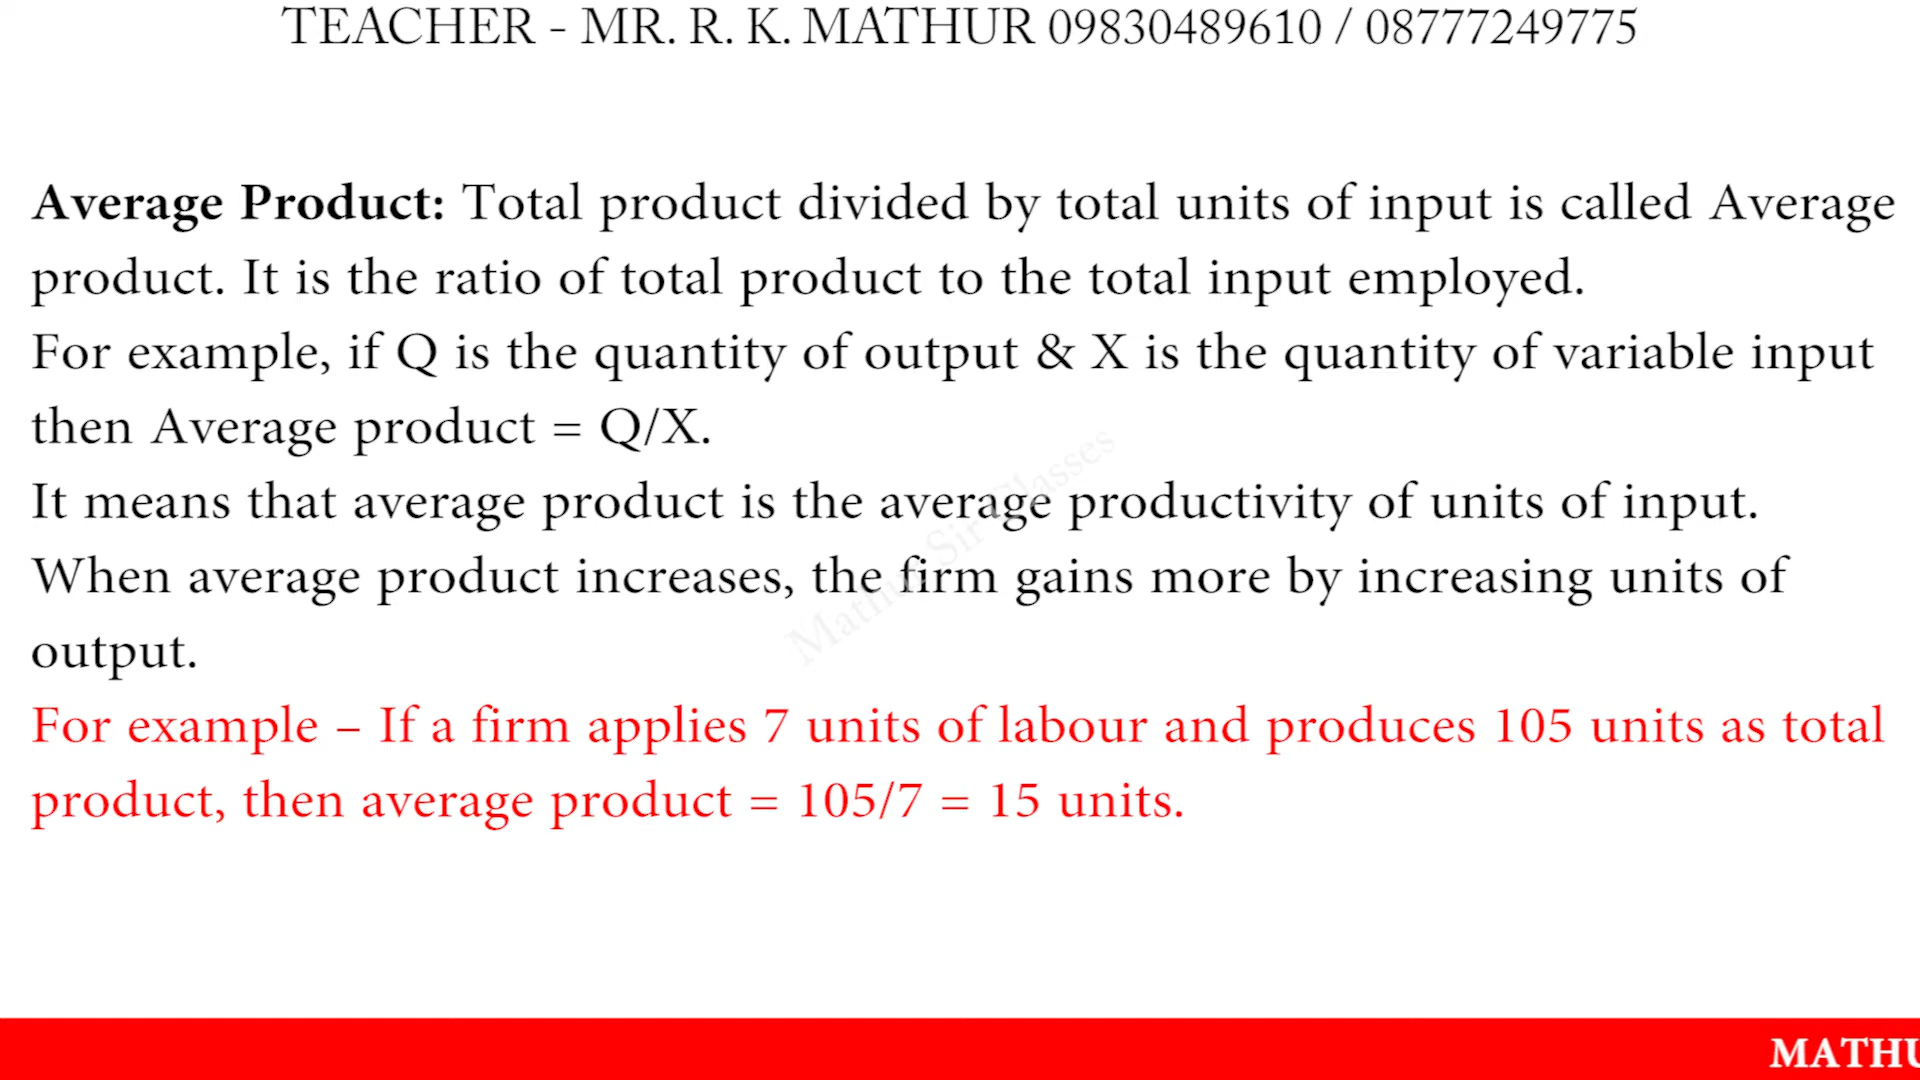 TEACHER - MR. R. K. MATHUR 09830489610 / 08777249775
Average Product: Total product divided by total units of input is called Average
product. It is the ratio of total product to the total input employed.
For example, if Q is the quantity of output & X is the quantity of variable input
then Average product = Q/X.
It means that average product is the average productivity of units of input.
When average product increases, the firm gains more by increasing units of
output.
For example – If a firm applies 7 units of labour and produces 105 units as total
product, then average product = 105/7 = 15 units.
Mathur Sir Classes
MATHU